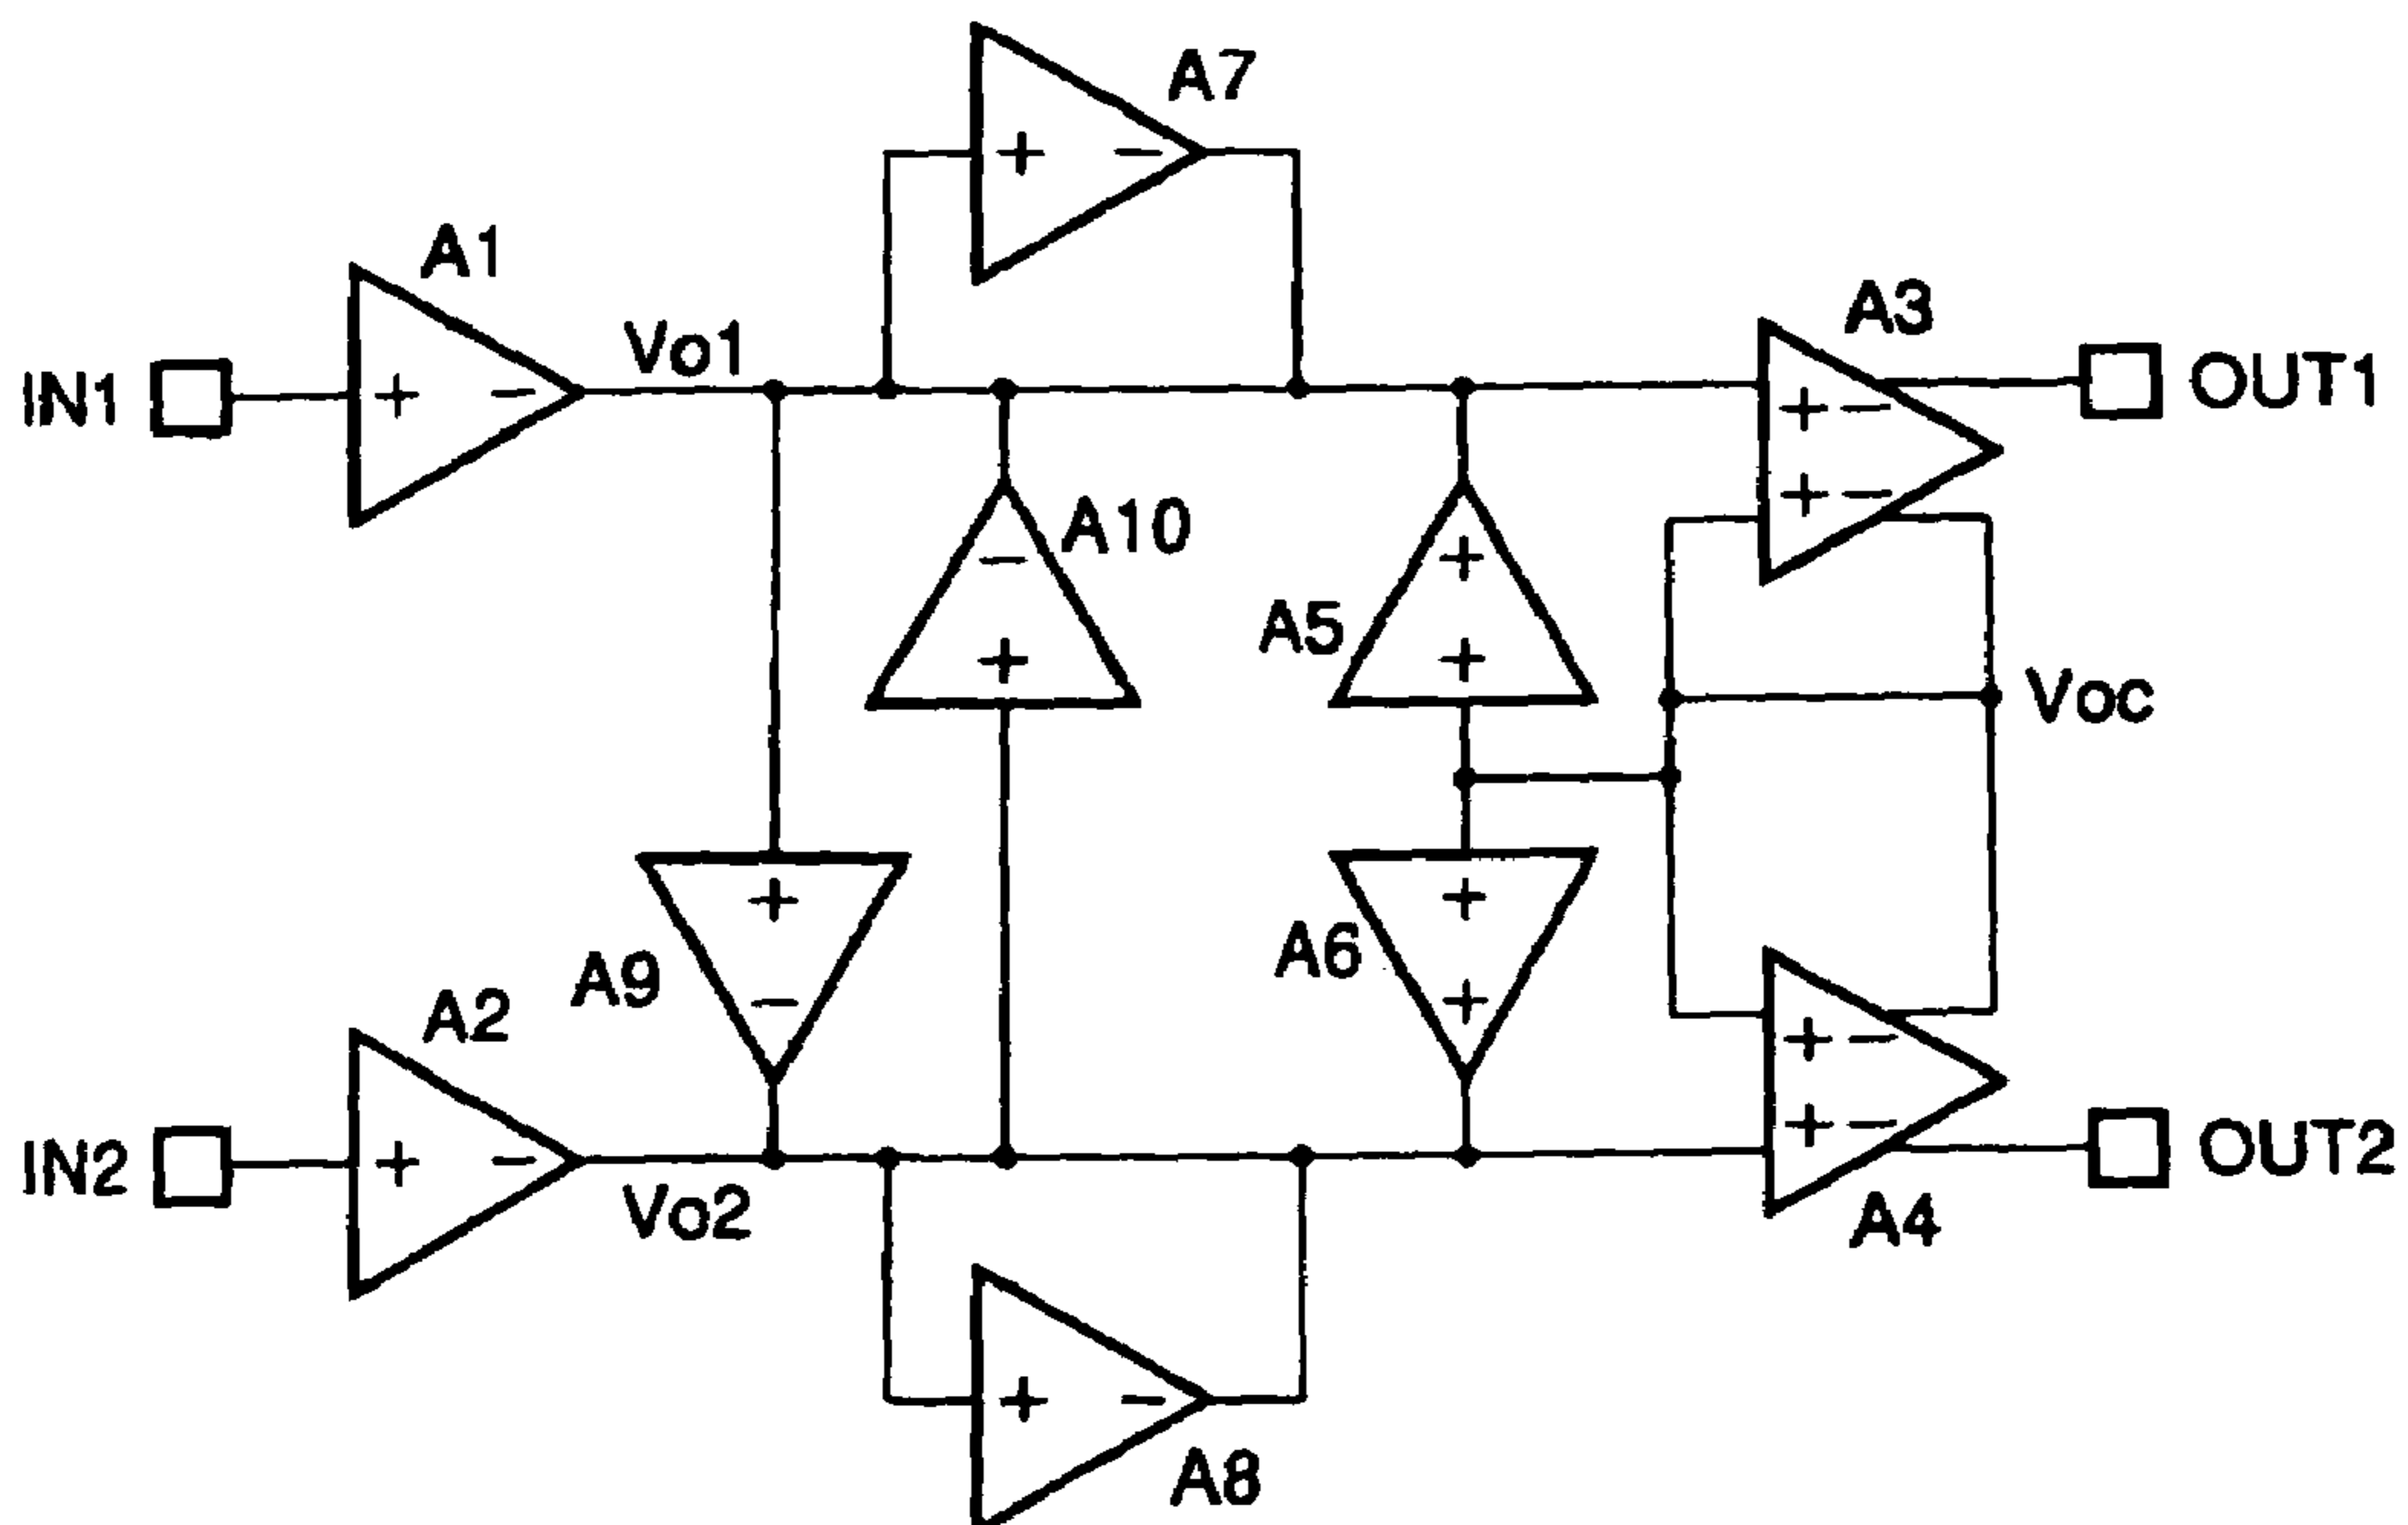 A7
A1
A3
Vo1
IN1
+ -
+ -
+ -
OUT1
+ -
A10
-
+
+
A5
+
Voc
+
+
A9
A6
-
+
A2
+ -
IN2
+ -
+ -
OUT2
Vo2
A4
+ -
A8